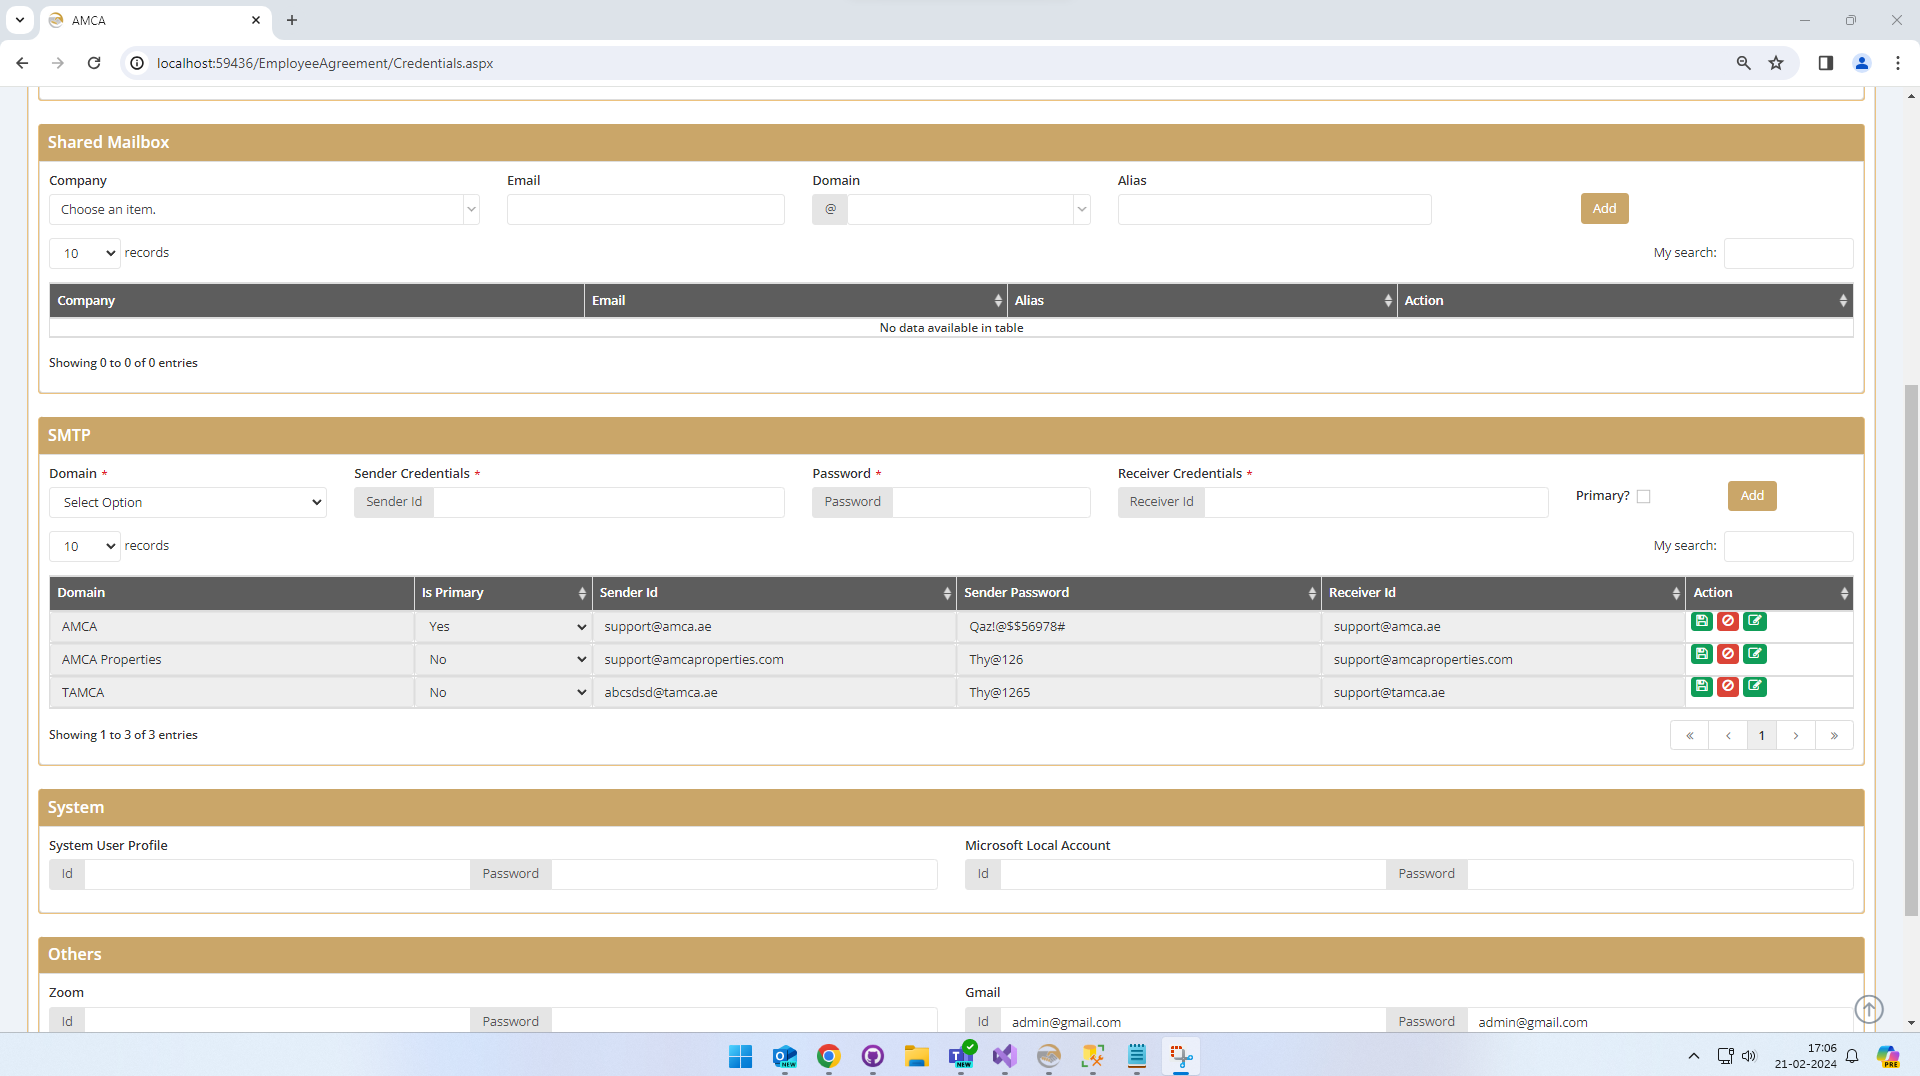 AMCA
localhost:59436/EmployeeAgreement/Credentials.aspx
Shared Mailbox
Company Email Domain Alias
Choose an item. @ Add
10 records My search:
Company Email Alias Action
No data available in table
Showing 0 to 0 of 0 entries
SMTP
Domain * Sender Credentials * Password * Receiver Credentials *
Select Option Sender Id Password Receiver Id Primary? Add
10 records My search:
Domain Is Primary Sender Id Sender Password Receiver Id Action
AMCA Yes support@amca.ae Qaz!@$$56978# support@amca.ae
AMCA Properties No support@amcaproperties.com Thy@126 support@amcaproperties.com
TAMCA No abcsdsd@tamca.ae Thy@1265 support@tamca.ae
Showing 1 to 3 of 3 entries « ‹ 1 › »
System
System User Profile Microsoft Local Account
Id Password Id Password
Others
Zoom Gmail
Id Password Id admin@gmail.com Password admin@gmail.com
NEW NEW PRE
17:06
21-02-2024